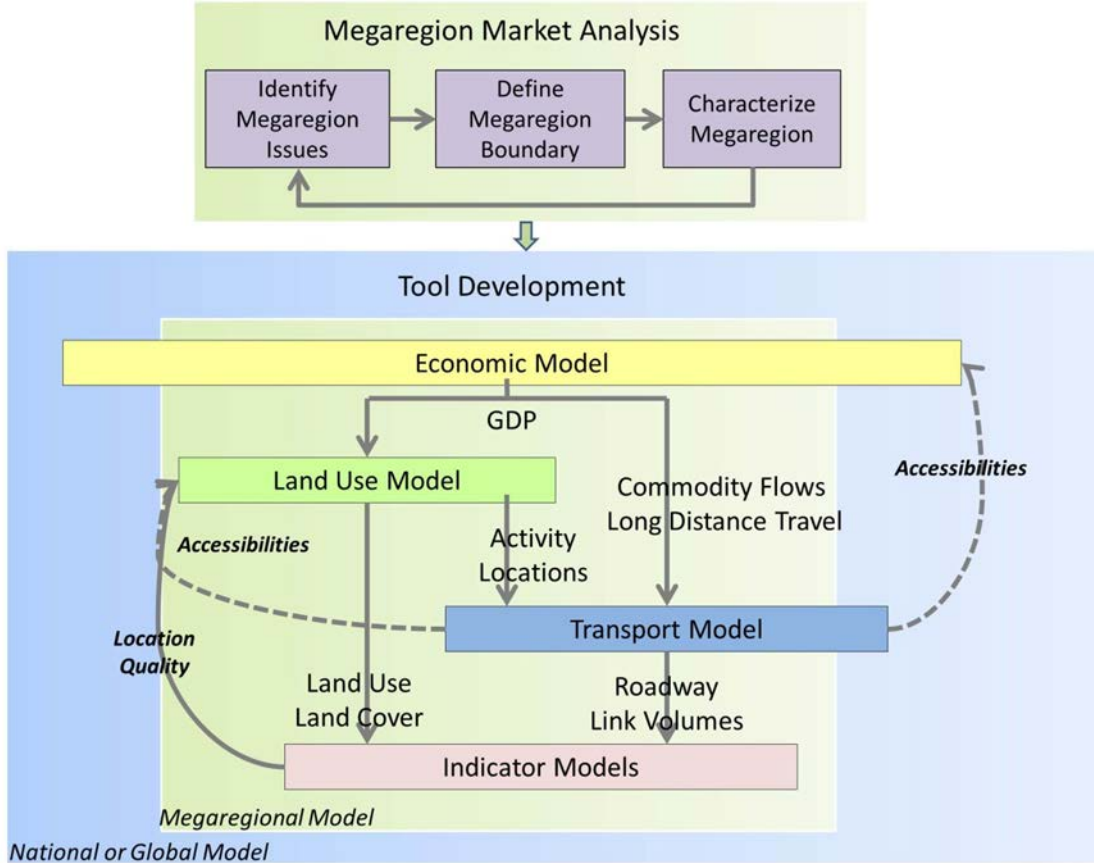 Megaregion Market Analysis
Identify
Megaregion
Issues
Define
Megaregion
Boundary
Characterize
Megaregion
Tool Development
Economic Model
GDP
Land Use Model
Commodity Flows
Long Distance Travel
Accessibilities
Accessibilities
Activity
Locations
Transport Model
Location
Quality
Land Use
Land Cover
Roadway
Link Volumes
Indicator Models
Megaregional Model
National or Global Model